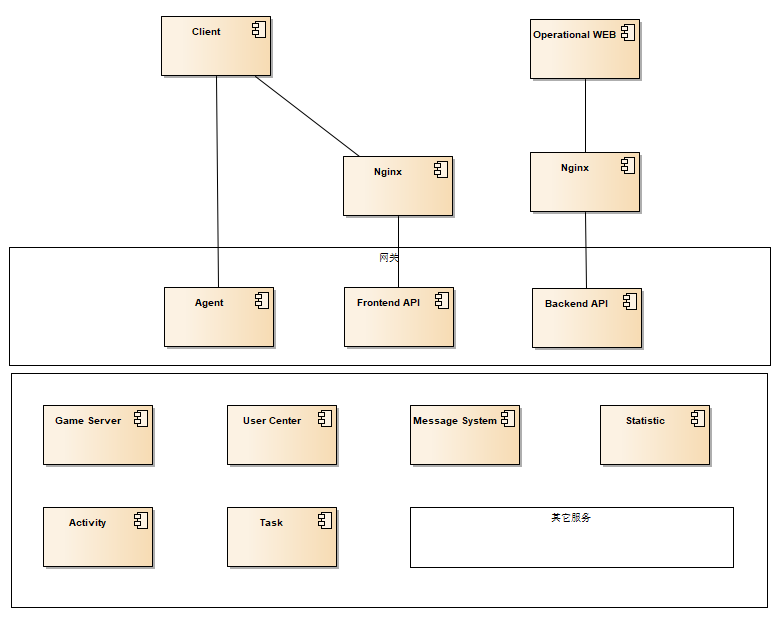 Client
Operational WEB
Nginx
Nginx
网关
Agent
Frontend API
Backend API
Game Server
User Center
Message System
Statistic
Activity
Task
其它服务